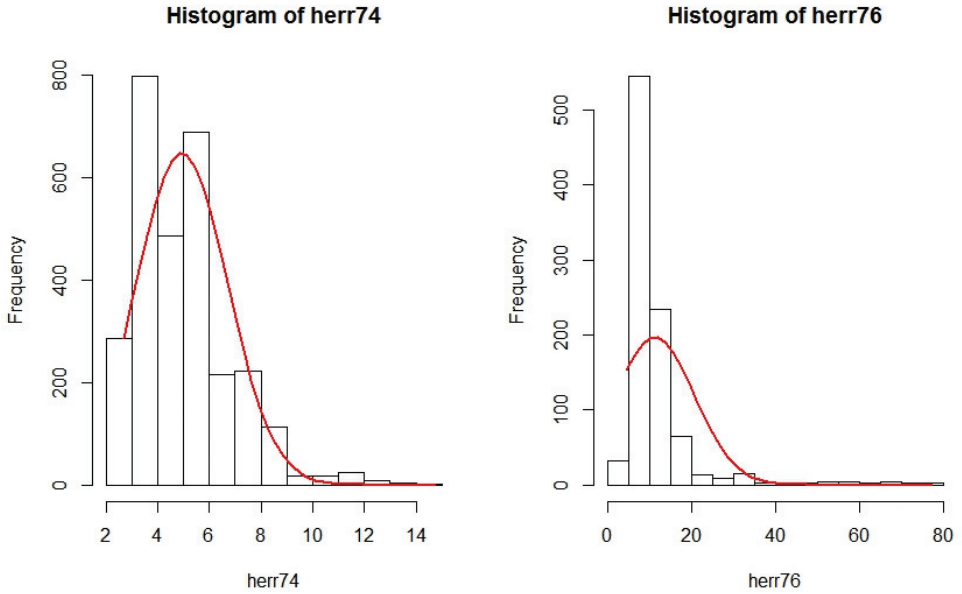 Histogram of herr74
Frequency
0 200 400 600 800
2 4 6 8 10 12 14
herr74
Histogram of herr76
Frequency
0 100 200 300 400 500
0 20 40 60 80
herr76